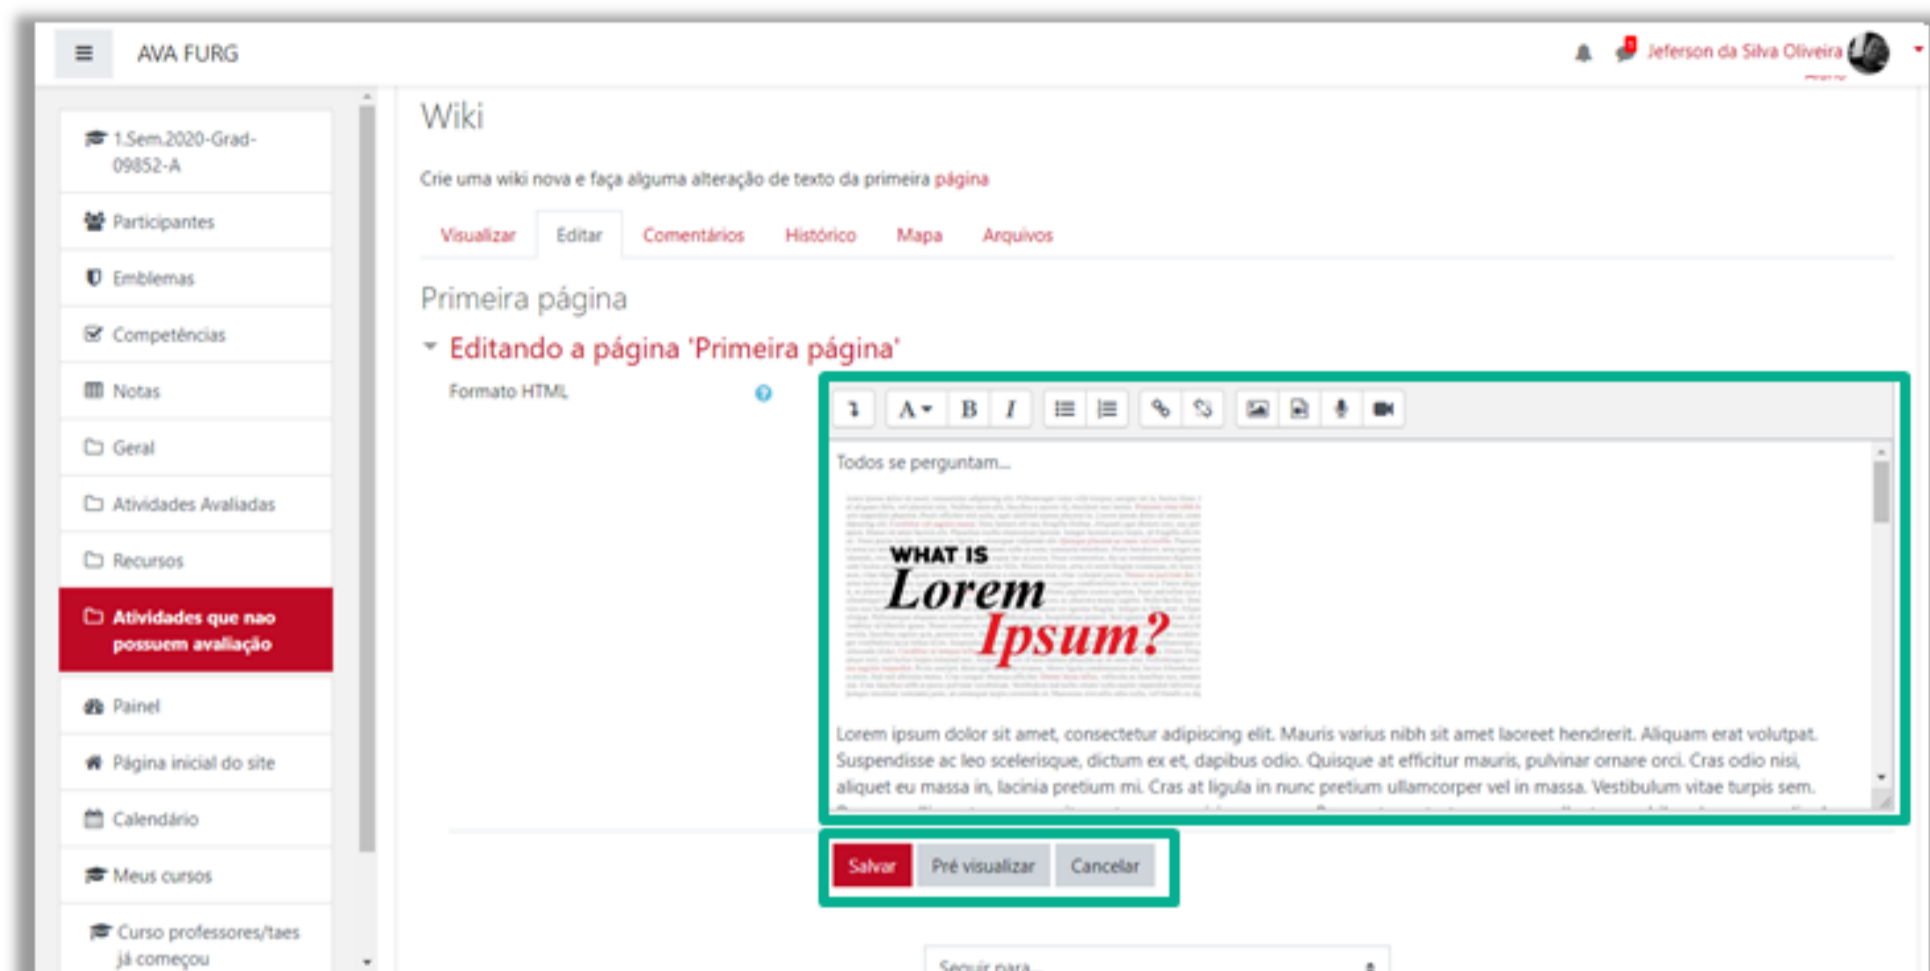 AVA FURG
Jeferson da Silva Oliveira
1.Sem.2020-Grad-
09852-A
Participantes
Emblemas
Competências
Notas
Geral
Atividades Avaliadas
Recursos
Atividades que nao
possuem avaliação
Painel
Página inicial do site
Calendário
Meus cursos
Curso professores/taes
já começou
Wiki
Crie uma wiki nova e faça alguma alteração de texto da primeira página
Visualizar Editar Comentários Histórico Mapa Arquivos
Primeira página
Editando a página 'Primeira página'
Formato HTML
A B I
Todos se perguntam...
WHAT IS
Lorem
Ipsum?
Lorem ipsum dolor sit amet, consectetur adipiscing elit. Mauris varius nibh sit amet laoreet hendrerit. Aliquam erat volutpat.
Suspendisse ac leo scelerisque, dictum ex et, dapibus odio. Quisque at efficitur mauris, pulvinar ornare orci. Cras odio nisi,
aliquet eu massa in, lacinia pretium mi. Cras at ligula in nunc pretium ullamcorper vel in massa. Vestibulum vitae turpis sem.
Salvar Pré visualizar Cancelar
Seguir para...